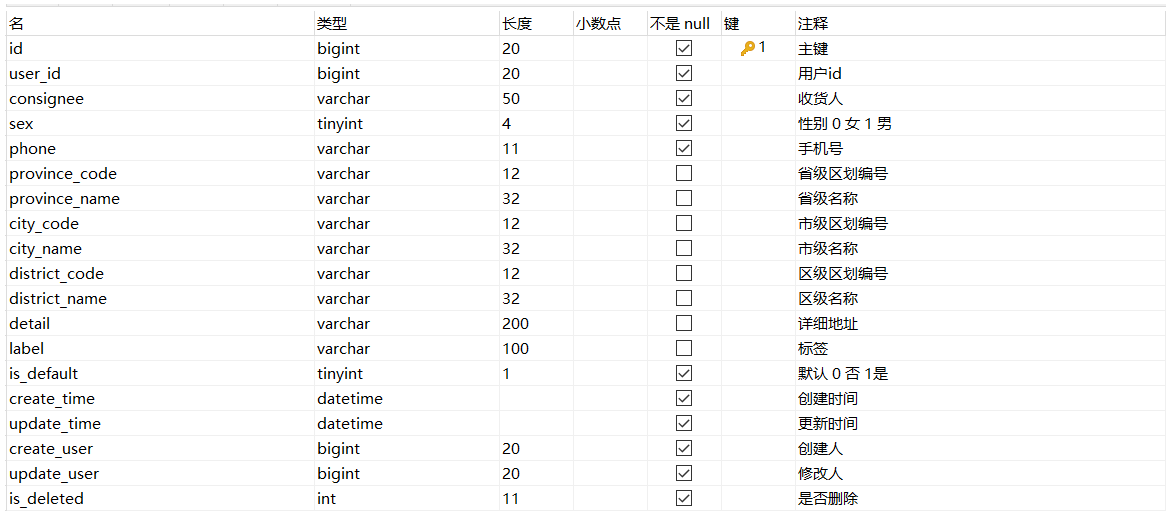 名 类型 长度 小数点 不是 null 键 注释
id bigint 20 1 主键
user_id bigint 20 用户id
consignee varchar 50 收货人
sex tinyint 4 性别 0 女 1 男
phone varchar 11 手机号
province_code varchar 12 省级区划编号
province_name varchar 32 省级名称
city_code varchar 12 市级区划编号
city_name varchar 32 市级名称
district_code varchar 12 区级区划编号
district_name varchar 32 区级名称
detail varchar 200 详细地址
label varchar 100 标签
is_default tinyint 1 默认 0 否 1是
create_time datetime 创建时间
update_time datetime 更新时间
create_user bigint 20 创建人
update_user bigint 20 修改人
is_deleted int 11 是否删除